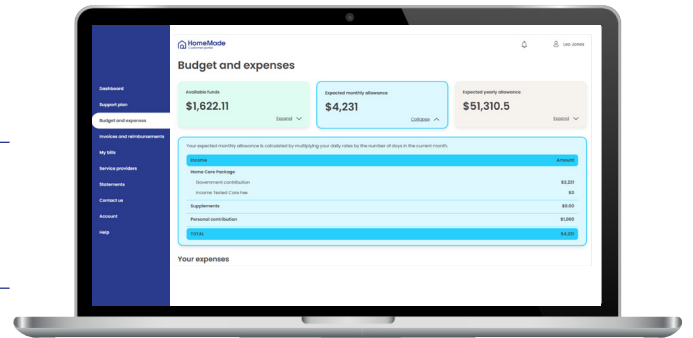 HomeMade
Customer portal
Leo Jones
Budget and expenses
Dashboard
Support plan
Budget and expenses
Invoices and reimbursements
My bills
Service providers
Statements
Contact us
Account
Help
Available funds
$1,622.11
Expand
Expected monthly allowance
$4,231
Collapse
Expected yearly allowance
$51,310.5
Expand
Your expected monthly allowance is calculated by multiplying your daily rates by the number of days in the current month.
Income Amount
Home Care Package
Government contribution $3,231
Income Tested Care Fee $0
Supplements $0.00
Personal contribution $1,000
TOTAL $4,231
Your expenses